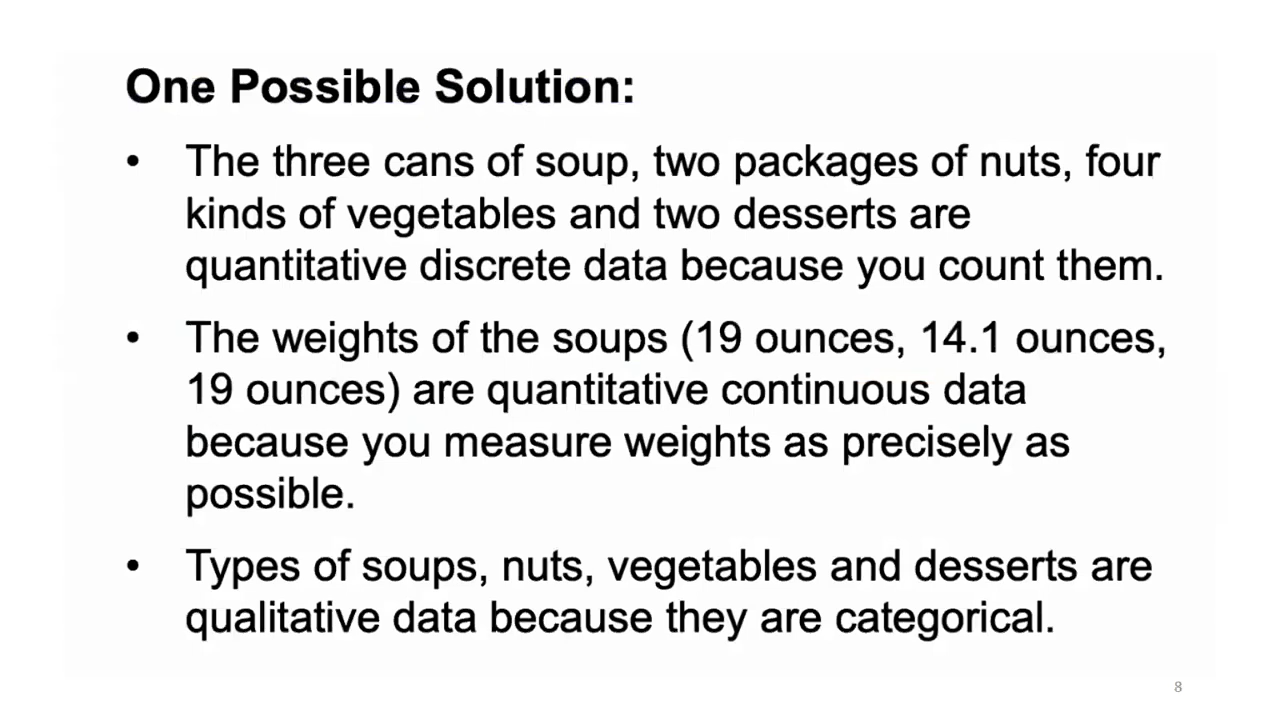 One Possible Solution:
• The three cans of soup, two packages of nuts, four
kinds of vegetables and two desserts are
quantitative discrete data because you count them.
• The weights of the soups (19 ounces, 14.1 ounces,
19 ounces) are quantitative continuous data
because you measure weights as precisely as
possible.
• Types of soups, nuts, vegetables and desserts are
qualitative data because they are categorical.
8